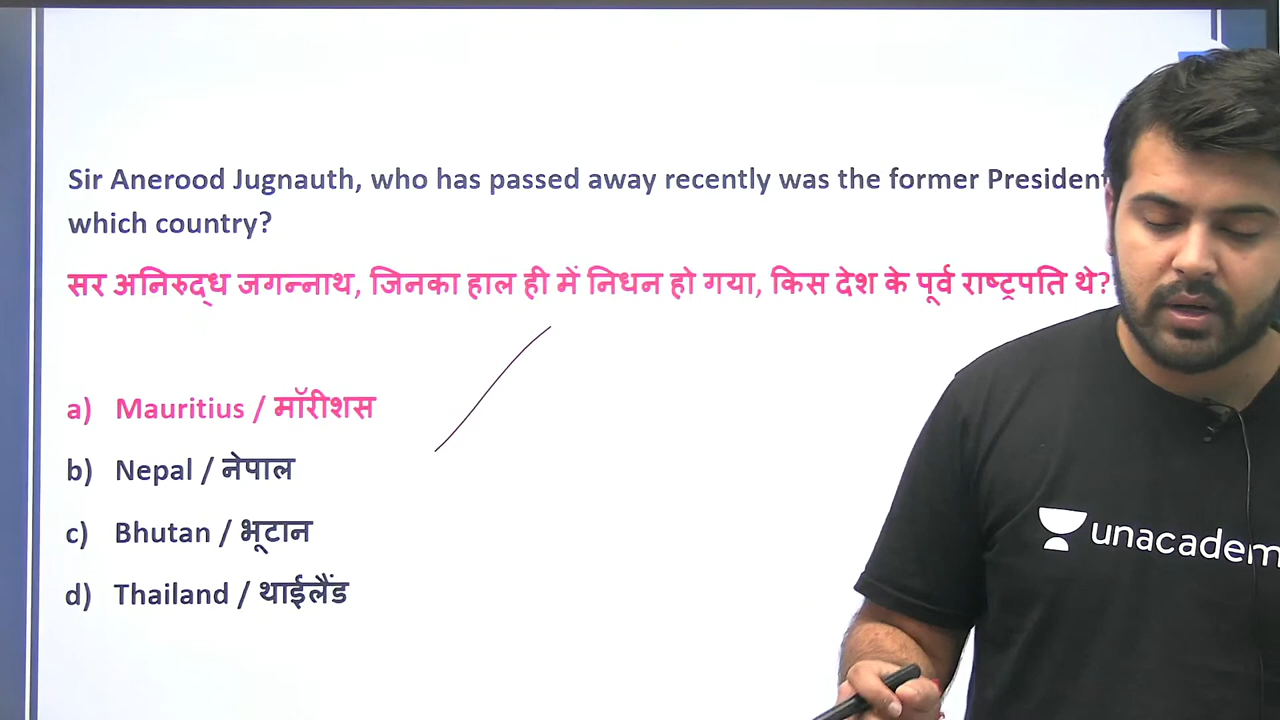 Sir Anerood Jugnauth, who has passed away recently was the former President
which country?
सर अनिरुद्ध जगन्नाथ, जिनका हाल ही में निधन हो गया, किस देश के पूर्व राष्ट्रपति थे?
a) Mauritius / मॉरीशस
b) Nepal / नेपाल
c) Bhutan / भूटान
d) Thailand / थाईलैंड
unacadem